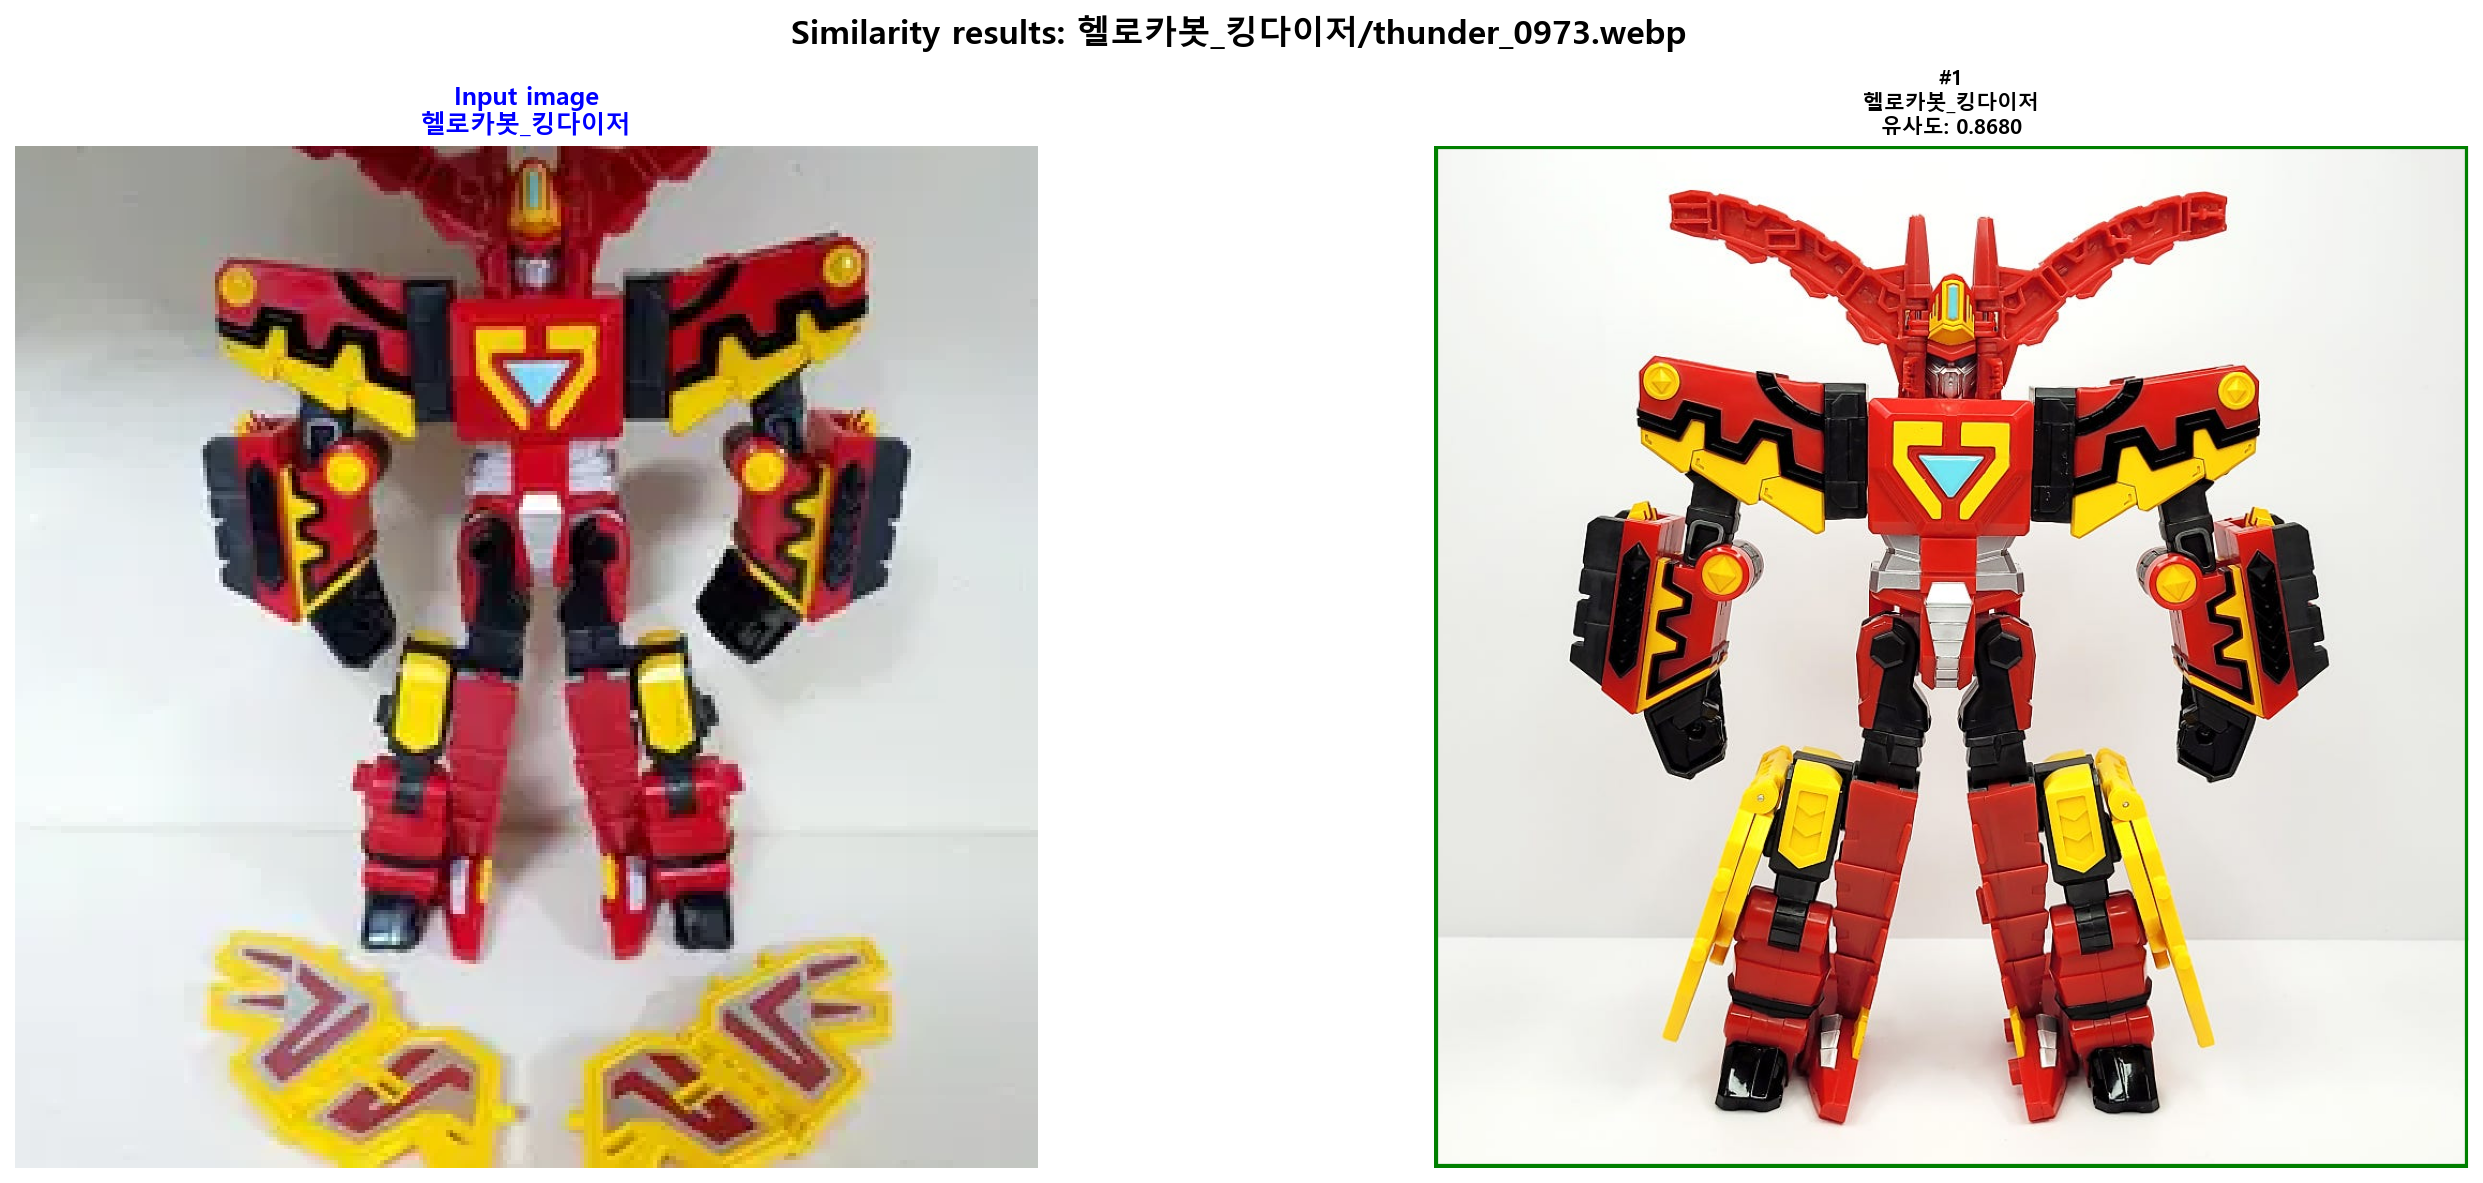 Similarity results: 헬로카봇_킹다이저/thunder_0973.webp
Input image
헬로카봇_킹다이저
#1
헬로카봇_킹다이저
유사도: 0.8680